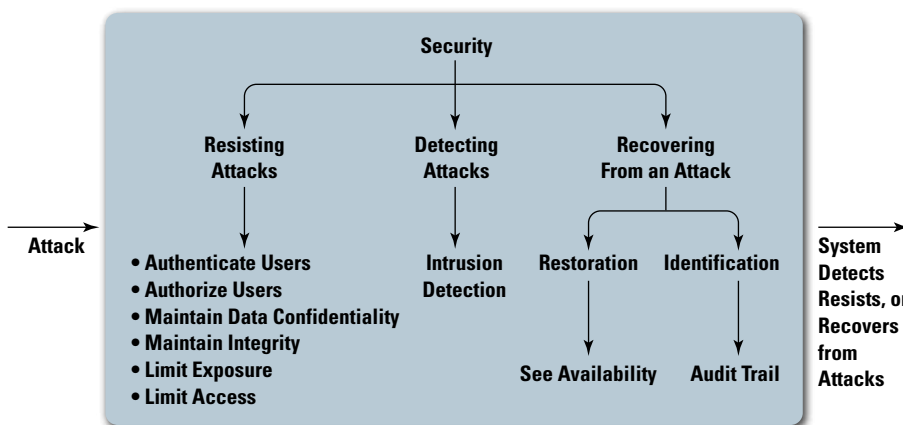 Security
Resisting
Attacks
Detecting
Attacks
Recovering
From an Attack
Attack
• Authenticate Users
• Authorize Users
• Maintain Data Confidentiality
• Maintain Integrity
• Limit Exposure
• Limit Access
Intrusion
Detection
Restoration
Identification
See Availability
Audit Trail
System
Detects
Resists, or
Recovers
from
Attacks